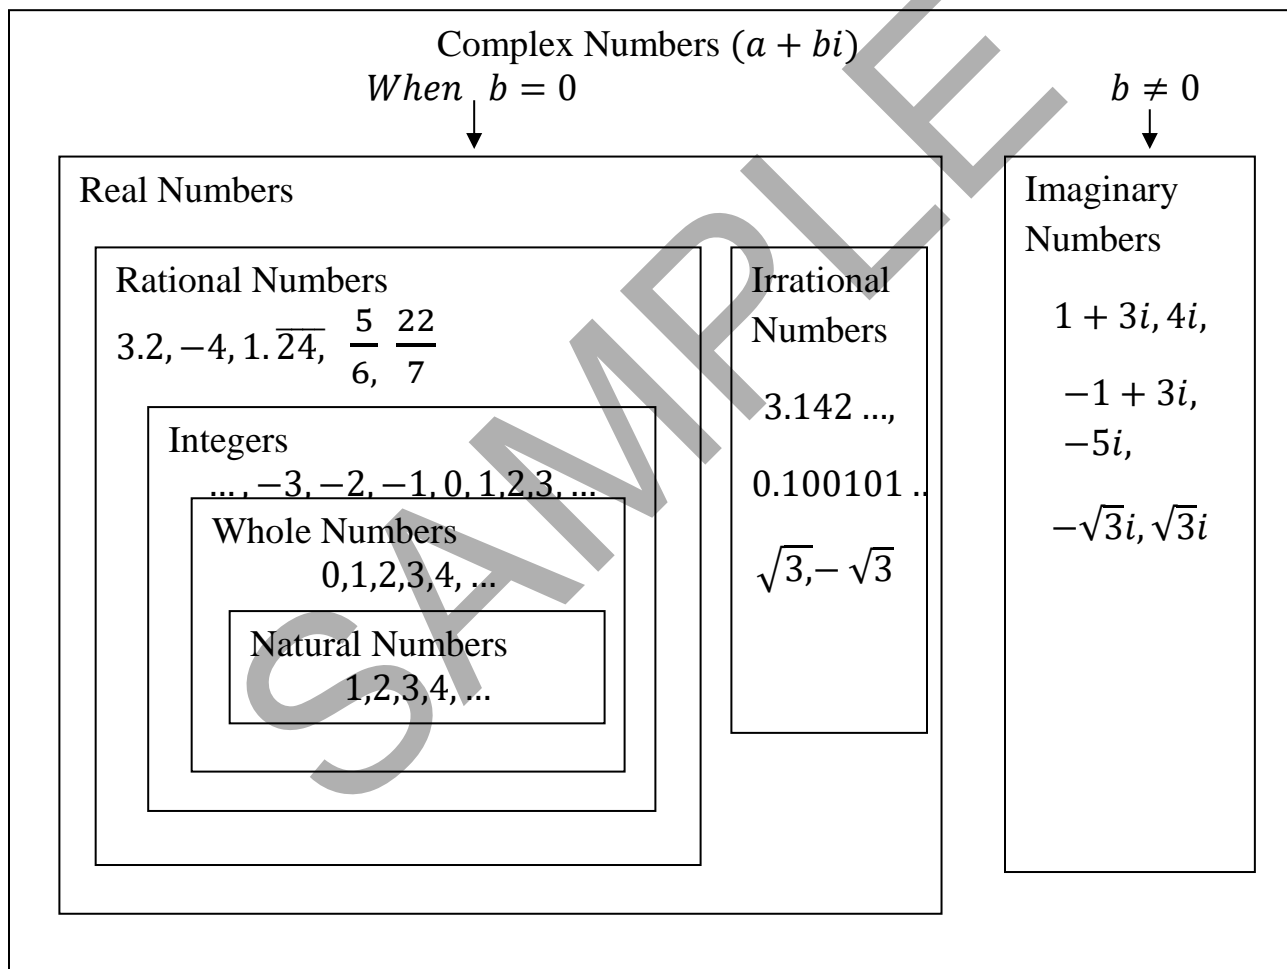 Complex Numbers (a + bi)
When b = 0
b ≠ 0
Real Numbers
Rational Numbers
3.2, −4, 1. 2̅4̅, 5/6, 22/7
Integers
… , −3, −2, −1, 0, 1,2,3, …
Whole Numbers
0,1,2,3,4, …
Natural Numbers
1,2,3,4, …
Irrational
Numbers
3.142 …,
0.100101 ..
√3,− √3
Imaginary
Numbers
1 + 3i, 4i,
−1 + 3i,
−5i,
−√3i, √3i
SAMPLE